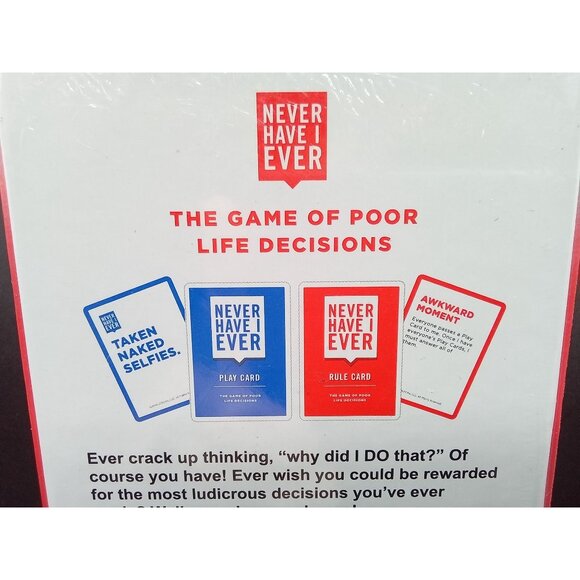 NEVER
HAVE I
EVER
THE GAME OF POOR
LIFE DECISIONS
NEVER
HAVE I
EVER
TAKEN
NAKED
SELFIES.
NEVER
HAVE I
EVER
PLAY CARD
THE GAME OF POOR
LIFE DECISIONS
NEVER
HAVE I
EVER
RULE CARD
THE GAME OF POOR
LIFE DECISIONS
AWKWARD
MOMENT
Everyone passes a Play
Card to me. Once I have
everyone's Play Cards, I
must answer all of
them.
Ever crack up thinking, “why did I DO that?” Of
course you have! Ever wish you could be rewarded
for the most ludicrous decisions you’ve ever